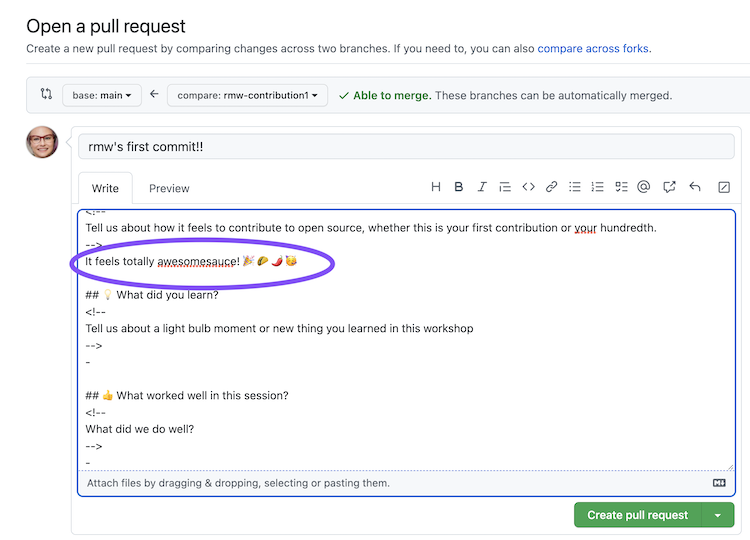 Open a pull request
Create a new pull request by comparing changes across two branches. If you need to, you can also compare across forks.
base: main compare: rmw-contribution1 Able to merge. These branches can be automatically merged.
rmw's first commit!!
Write Preview
<!--
Tell us about how it feels to contribute to open source, whether this is your first contribution or your hundredth.
-->
It feels totally awesomesauce! 🎉🌮🌶️🥳
## 💡 What did you learn?
<!--
Tell us about a light bulb moment or new thing you learned in this workshop
-->
-
## 👍 What worked well in this session?
<!--
What did we do well?
-->
-
Attach files by dragging & dropping, selecting or pasting them.
Create pull request